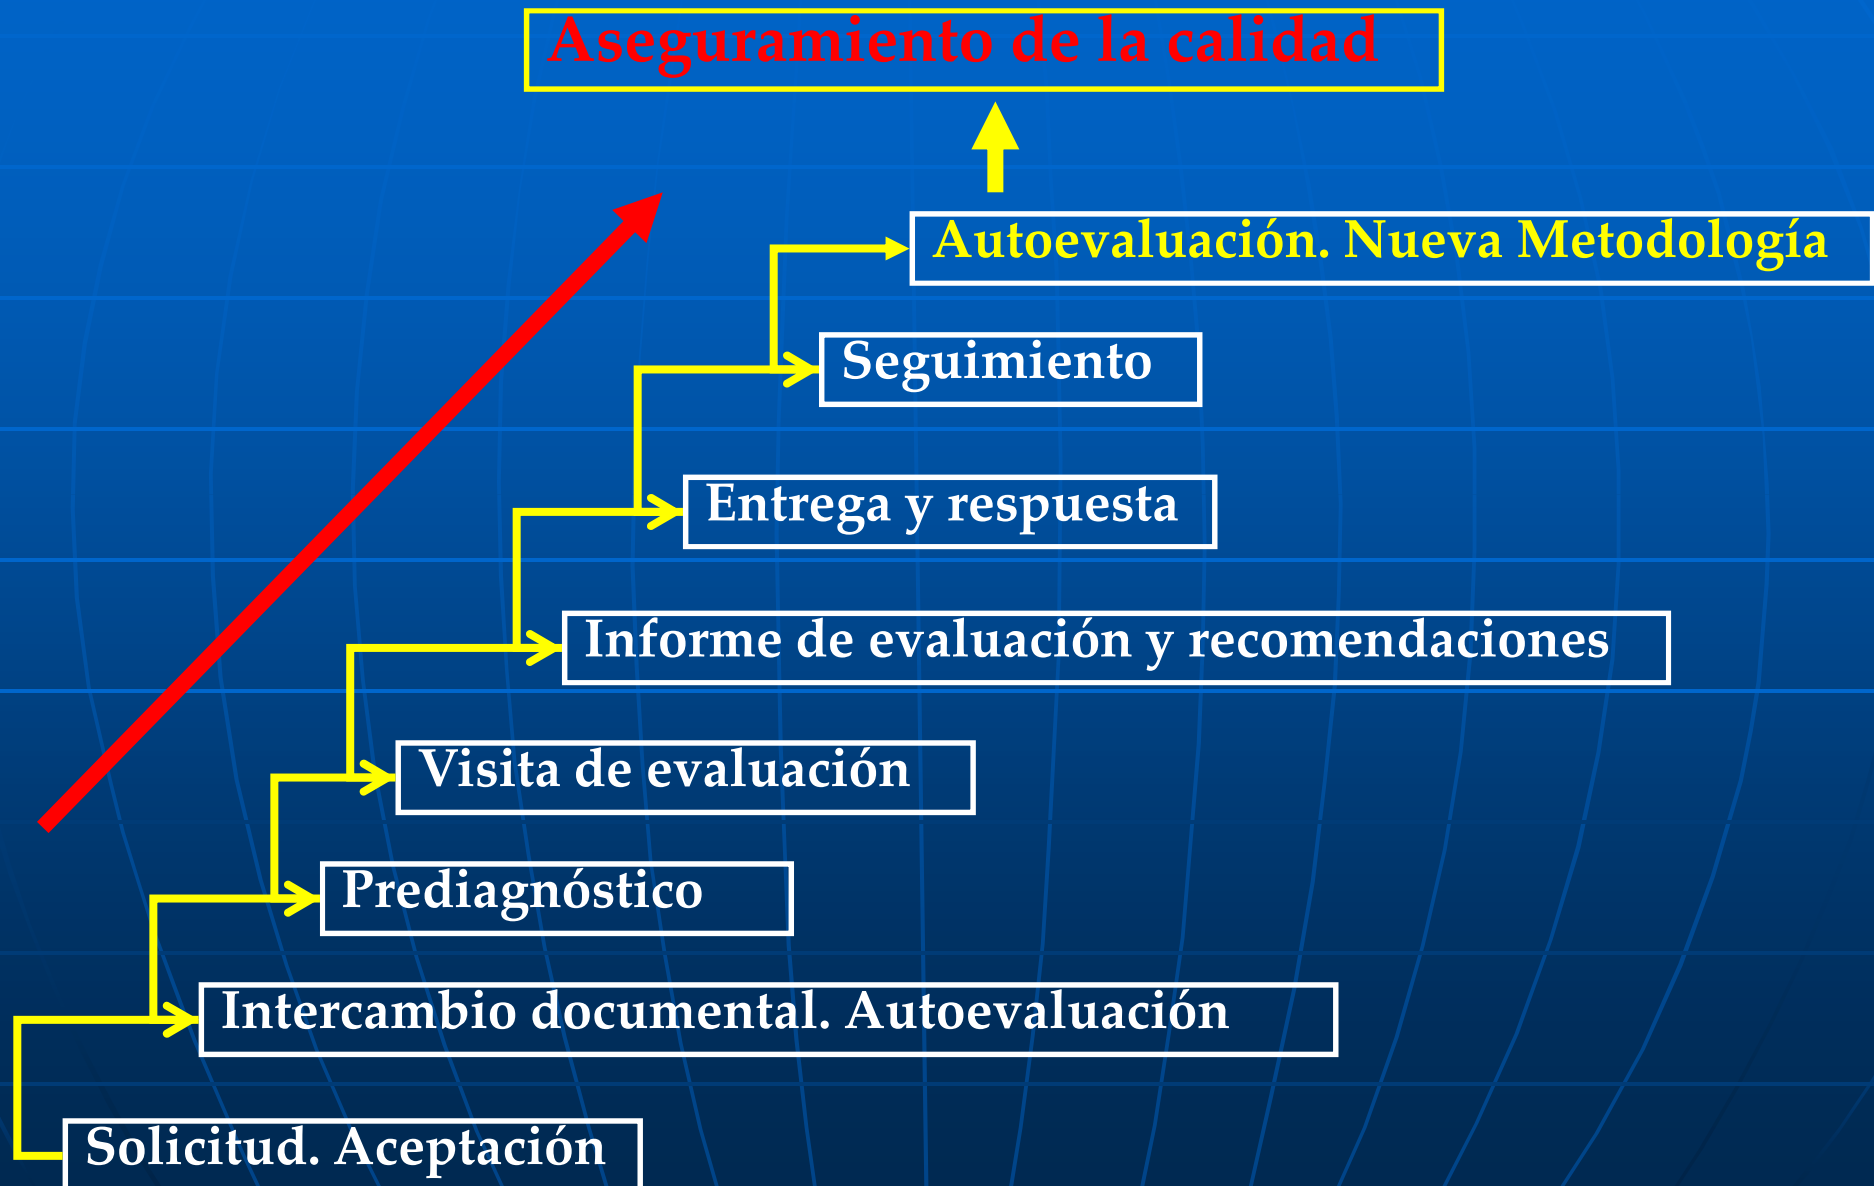 Aseguramiento de la calidad
Autoevaluación. Nueva Metodología
Seguimiento
Entrega y respuesta
Informe de evaluación y recomendaciones
Visita de evaluación
Prediagnóstico
Intercambio documental. Autoevaluación
Solicitud. Aceptación